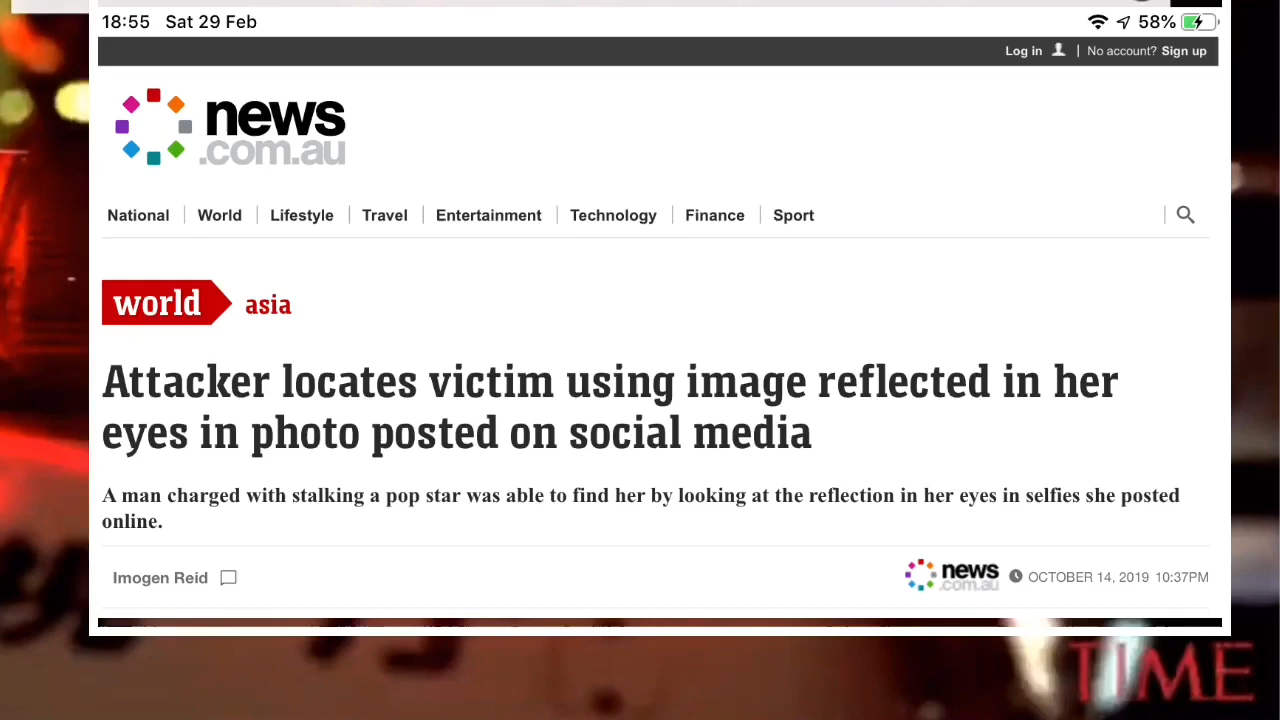 18:55 Sat 29 Feb 58%
Log in | No account? Sign up
news
.com.au
National World Lifestyle Travel Entertainment Technology Finance Sport
world asia
Attacker locates victim using image reflected in her
eyes in photo posted on social media
A man charged with stalking a pop star was able to find her by looking at the reflection in her eyes in selfies she posted
online.
Imogen Reid news .com.au OCTOBER 14, 2019 10:37PM
TIME